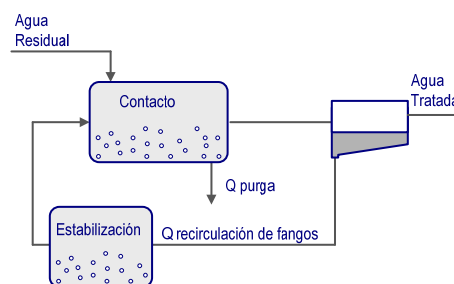 Agua
Residual
Contacto
Agua
Tratada
Q purga
Estabilización
Q recirculación de fangos